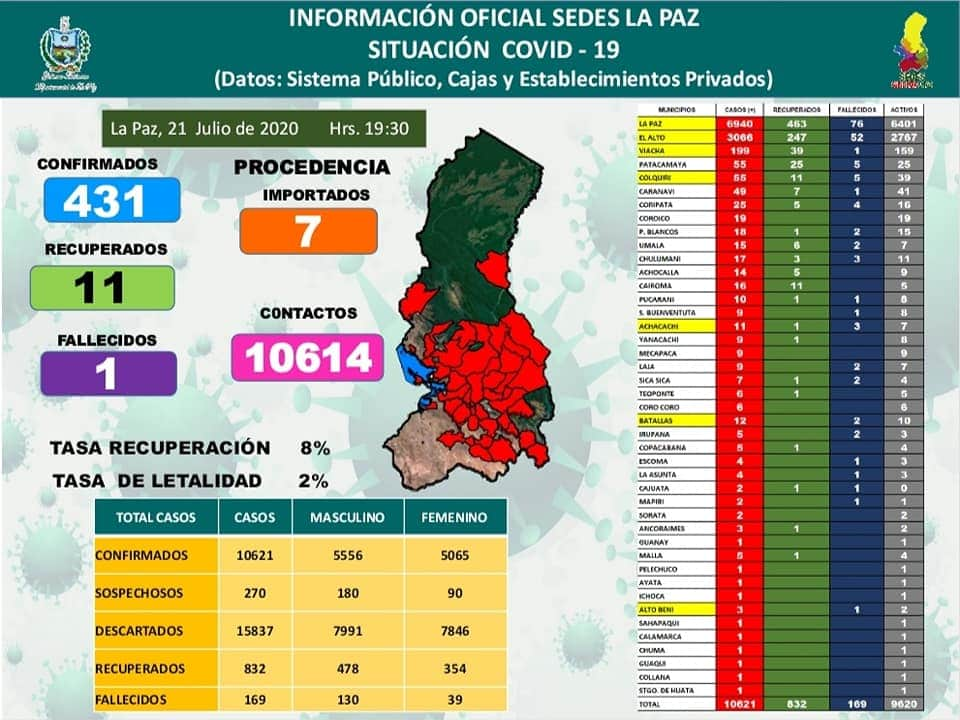 INFORMACIÓN OFICIAL SEDES LA PAZ
SITUACIÓN COVID - 19
(Datos: Sistema Público, Cajas y Establecimientos Privados)
SEDES
La Paz, 21 Julio de 2020 Hrs. 19:30
CONFIRMADOS
431
RECUPERADOS
11
FALLECIDOS
1
PROCEDENCIA
IMPORTADOS
7
C0NTACTOS
10614
TASA RECUPERACIÓN 8%
TASA DE LETALIDAD 2%
TOTAL CASOS CASOS MASCULINO FEMENINO
CONFIRMADOS 10621 5556 5065
SOSPECHOSOS 270 180 90
DESCARTADOS 15837 7991 7846
RECUPERADOS 832 478 354
FALLECIDOS 169 130 39
MUNICIPIOS CASOS (+) RECUPERADOS FALLECIDOS ACTIVOS
LA PAZ 6940 463 76 6401
EL ALTO 3066 247 52 2767
VIACHA 199 39 1 159
PATACAMAYA 55 25 5 25
COLQUIRI 55 11 5 39
CARANAVI 49 7 1 41
CORIPATA 25 5 4 16
COROICO 19 19
P. BLANCOS 18 1 2 15
UMALA 15 6 2 7
CHULUMANI 17 3 3 11
ACHOCALLA 14 5 9
CAIROMA 16 11 5
PUCARANI 10 1 1 8
S. BUENVENTUTA 9 1 8
ACHACACHI 11 1 3 7
YANACACHI 9 1 8
MECAPACA 9 9
LAJA 9 2 7
SICA SICA 7 1 2 4
TEOPONTE 6 1 5
CORO CORO 6 6
BATALLAS 12 2 10
IRUPANA 5 2 3
COPACABANA 5 1 4
ESCOMA 4 1 3
LA ASUNTA 4 1 3
CAJUATA 2 1 1 0
MAPIRI 2 1 1
SORATA 2 2
ANCORAIMES 3 1 2
GUANAY 1 1
MALLA 5 1 4
PELECHUCO 1 1
AYATA 1 1
ICHOCA 1 1
ALTO BENI 3 1 2
SAHAPAQUI 1 1
CALAMARCA 1 1
CHUMA 1 1
GUAQUI 1 1
COLLANA 1 1
STGO. DE HUATA 1 1
TOTAL 10621 832 169 9620